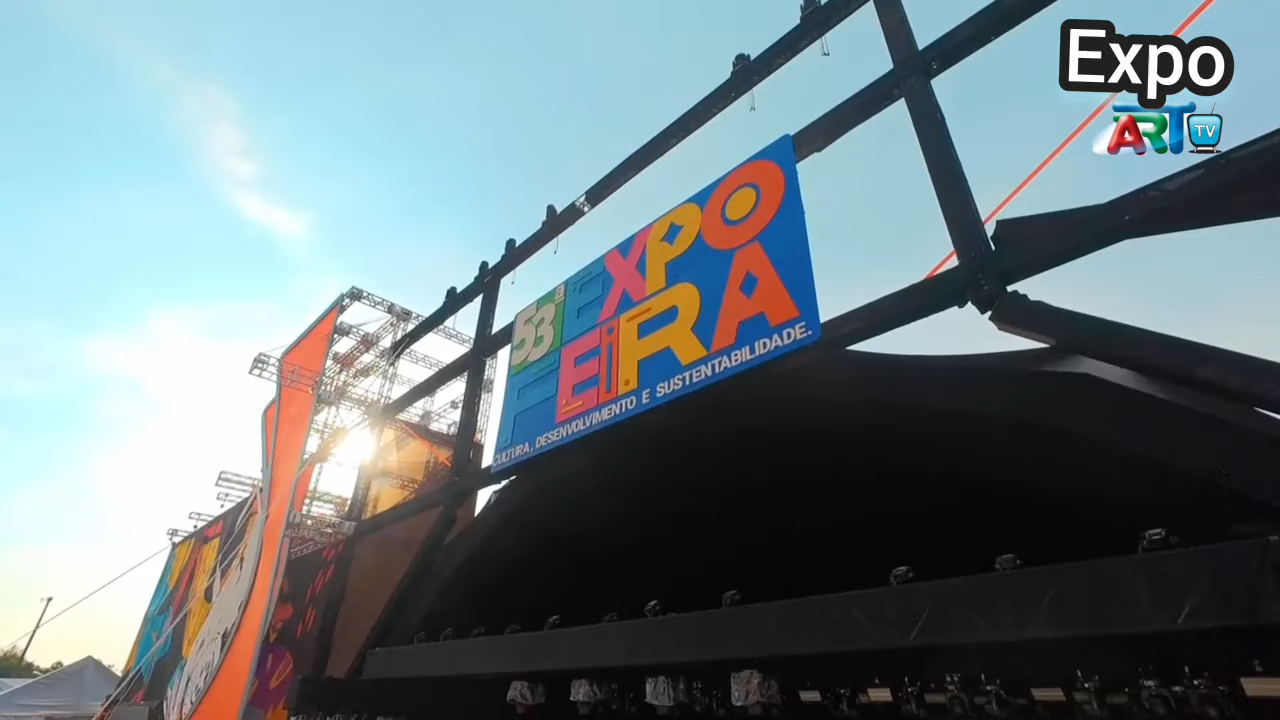 Expo
ART TV
53ª EXPO
FEIRA
CULTURA, DESENVOLVIMENTO E SUSTENTABILIDADE.